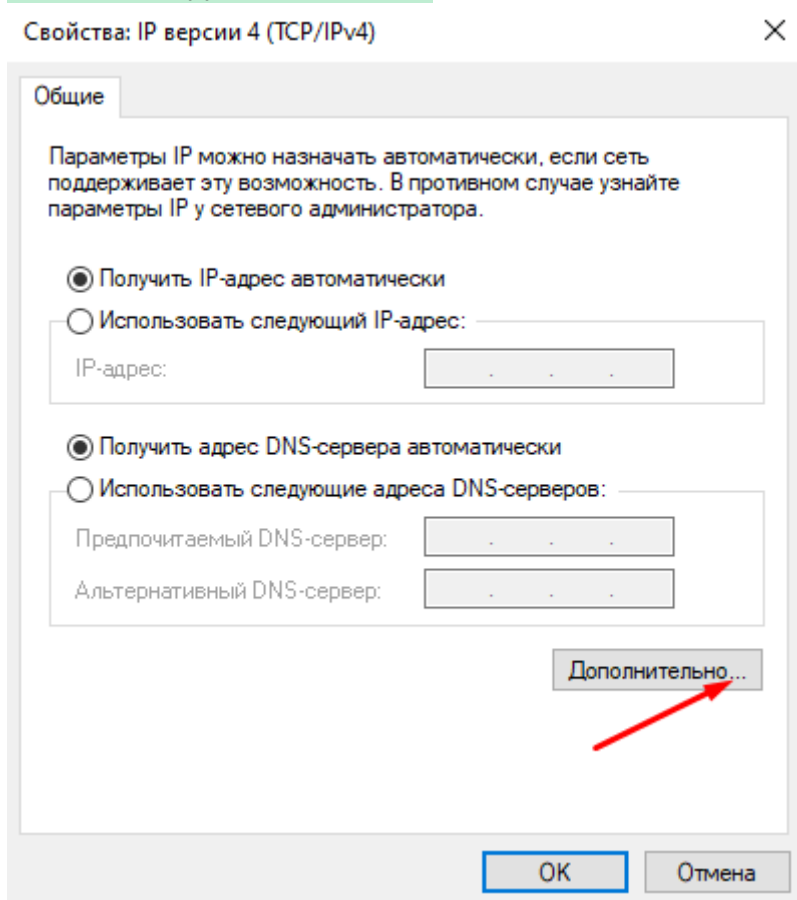 Свойства: IP версии 4 (TCP/IPv4)
Общие
Параметры IP можно назначать автоматически, если сеть
поддерживает эту возможность. В противном случае узнайте
параметры IP у сетевого администратора.
Получить IP-адрес автоматически
Использовать следующий IP-адрес:
IP-адрес:
Получить адрес DNS-сервера автоматически
Использовать следующие адреса DNS-серверов:
Предпочитаемый DNS-сервер:
Альтернативный DNS-сервер:
Дополнительно...
OK
Отмена